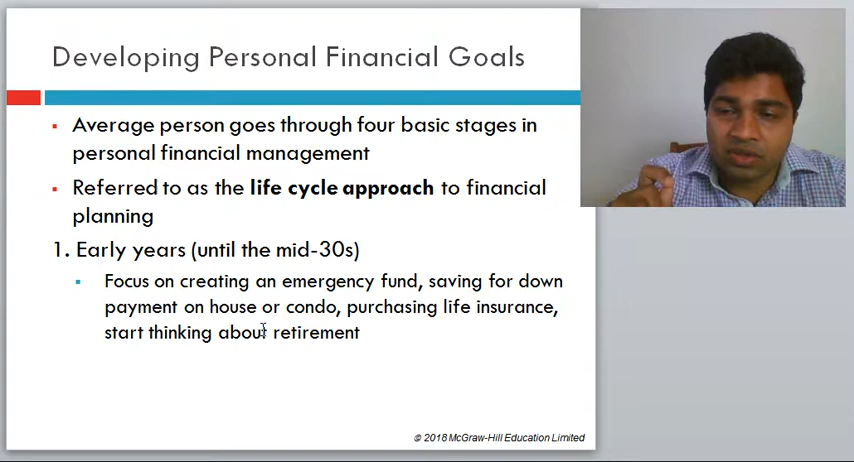 Developing Personal Financial Goals
▪ Average person goes through four basic stages in
personal financial management
▪ Referred to as the life cycle approach to financial
planning
1. Early years (until the mid-30s)
▪ Focus on creating an emergency fund, saving for down
payment on house or condo, purchasing life insurance,
start thinking about retirement
© 2018 McGraw-Hill Education Limited